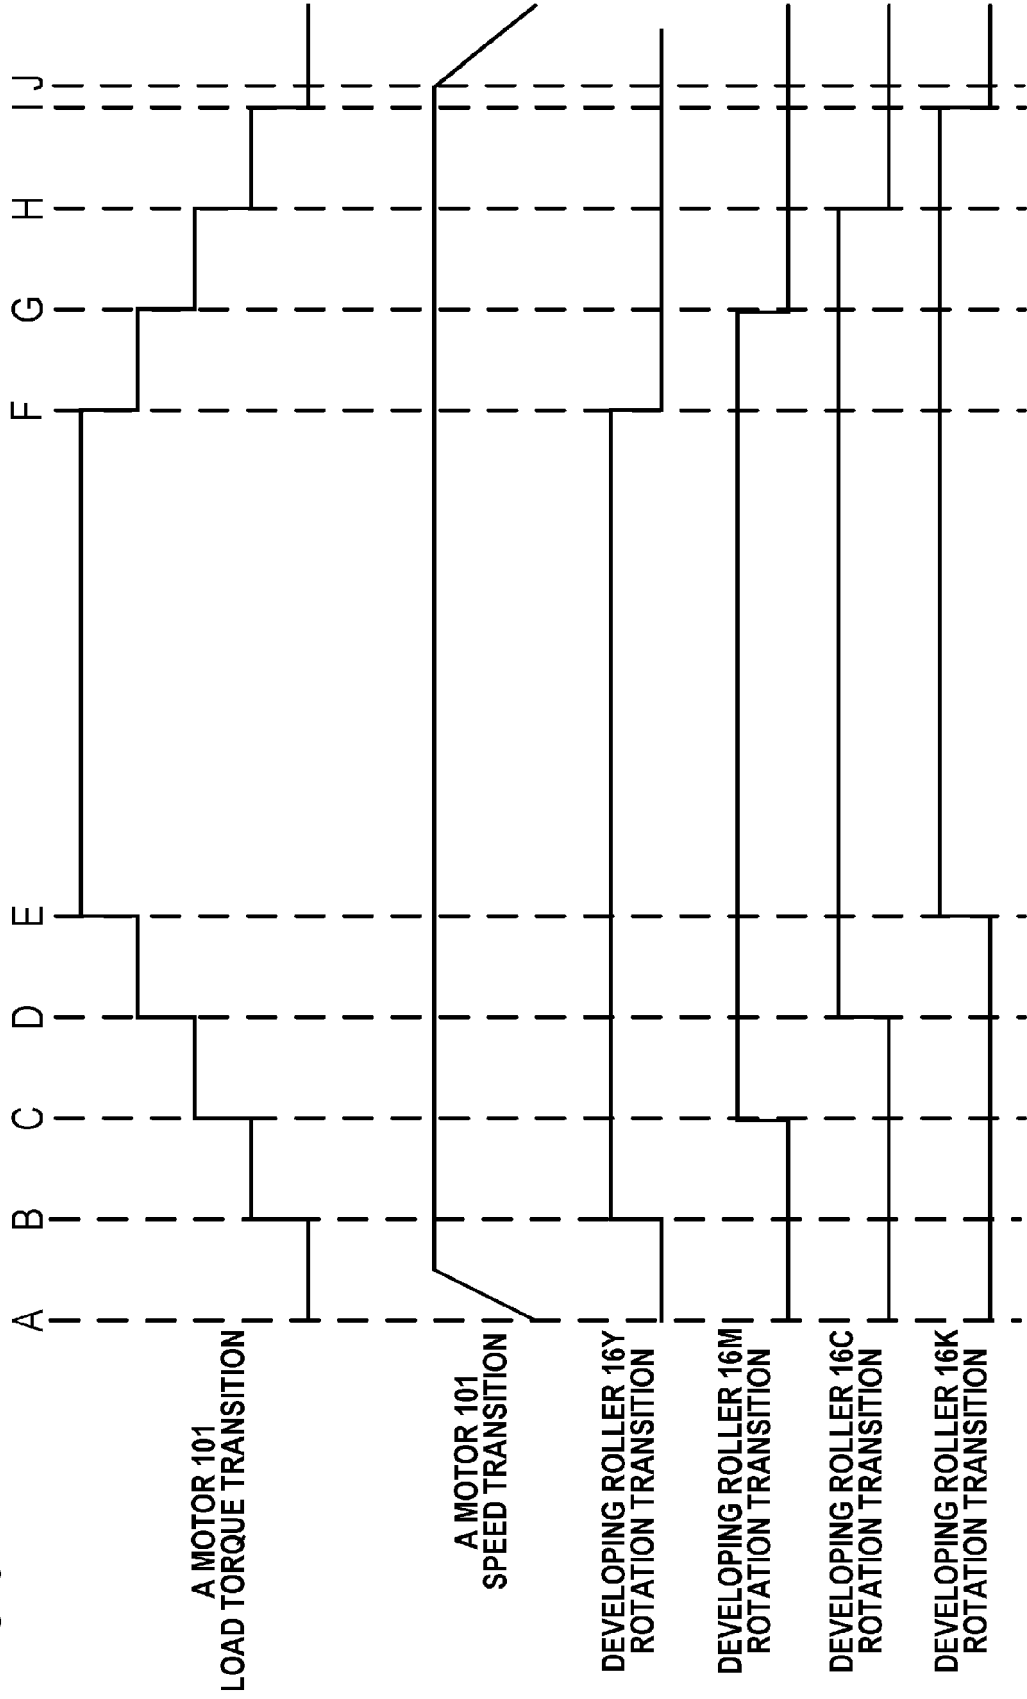 A
B
C
D
E
F
G
H
I
J
A MOTOR 101
LOAD TORQUE TRANSITION
A MOTOR 101
SPEED TRANSITION
DEVELOPING ROLLER 16Y
ROTATION TRANSITION
DEVELOPING ROLLER 16M
ROTATION TRANSITION
DEVELOPING ROLLER 16C
ROTATION TRANSITION
DEVELOPING ROLLER 16K
ROTATION TRANSITION